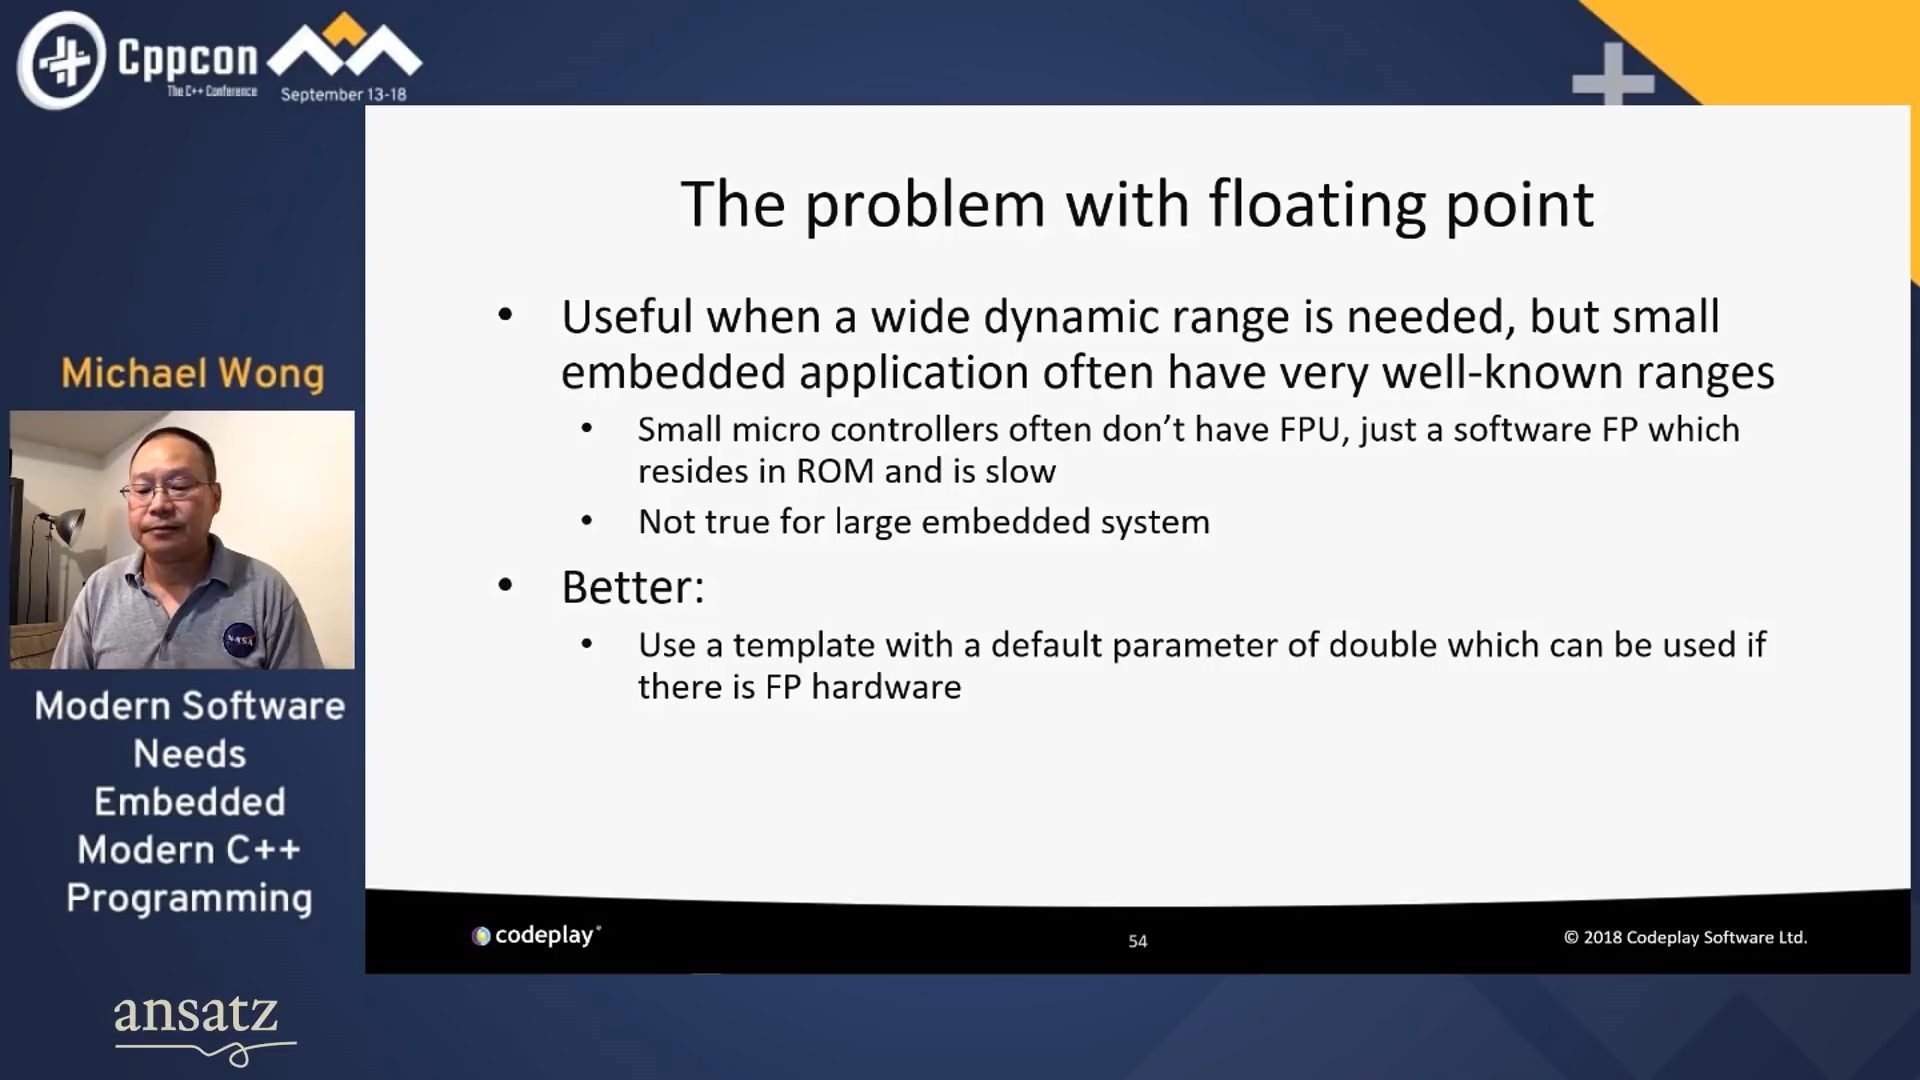 Cppcon
The C++ Conference
September 13-18
Michael Wong
NASA
Modern Software
Needs
Embedded
Modern C++
Programming
ansatz
The problem with floating point
• Useful when a wide dynamic range is needed, but small
embedded application often have very well-known ranges
• Small micro controllers often don’t have FPU, just a software FP which
resides in ROM and is slow
• Not true for large embedded system
• Better:
• Use a template with a default parameter of double which can be used if
there is FP hardware
codeplay®
54
© 2018 Codeplay Software Ltd.